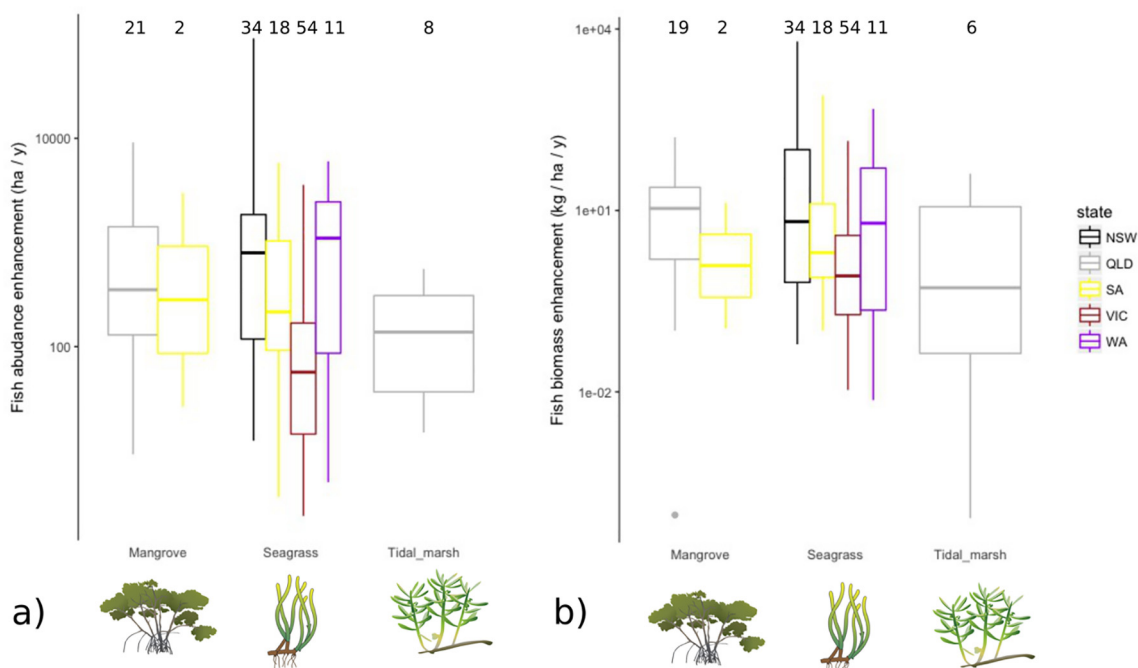 21 2 34 18 54 11 8
Fish abudance enhancement (ha / y)
10000
100
Mangrove Seagrass Tidal_marsh
a)
19 2 34 18 54 11 6
Fish biomass enhancement (kg / ha / y)
1e+04
1e+01
1e-02
Mangrove Seagrass Tidal_marsh
b)
state
NSW
QLD
SA
VIC
WA